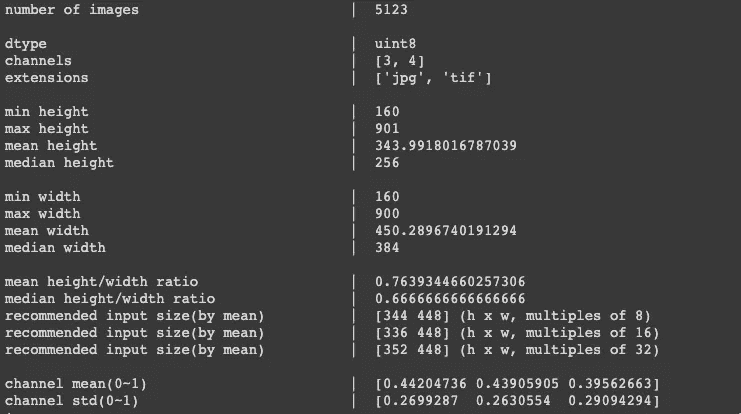 number of images | 5123
dtype | uint8
channels | [3, 4]
extensions | ['jpg', 'tif']
min height | 160
max height | 901
mean height | 343.9918016787039
median height | 256
min width | 160
max width | 900
mean width | 450.2896740191294
median width | 384
mean height/width ratio | 0.7639344660257306
median height/width ratio | 0.6666666666666666
recommended input size(by mean) | [344 448] (h x w, multiples of 8)
recommended input size(by mean) | [336 448] (h x w, multiples of 16)
recommended input size(by mean) | [352 448] (h x w, multiples of 32)
channel mean(0~1) | [0.44204736 0.43905905 0.39562663]
channel std(0~1) | [0.2699287 0.2630554 0.29094294]